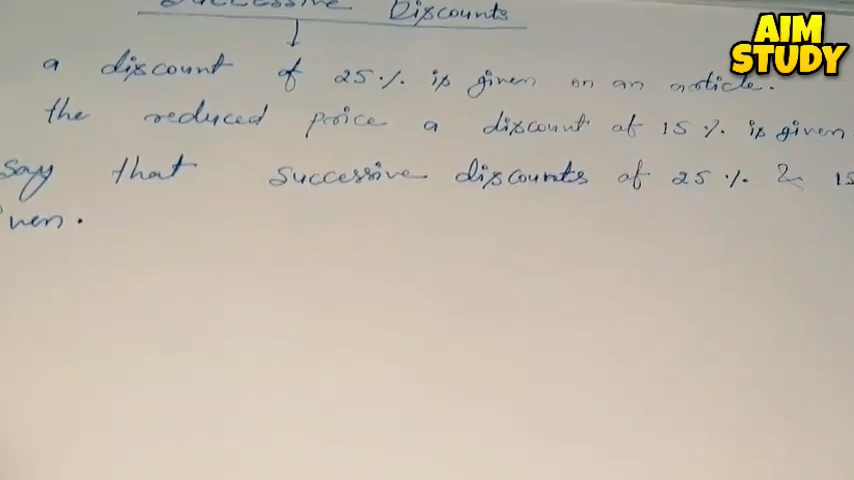 Successive Discounts
a discount of 25% is given on an article.
the reduced price a discount of 15% is given
say that successive discounts of 25% & 15
ven.
AIM
STUDY